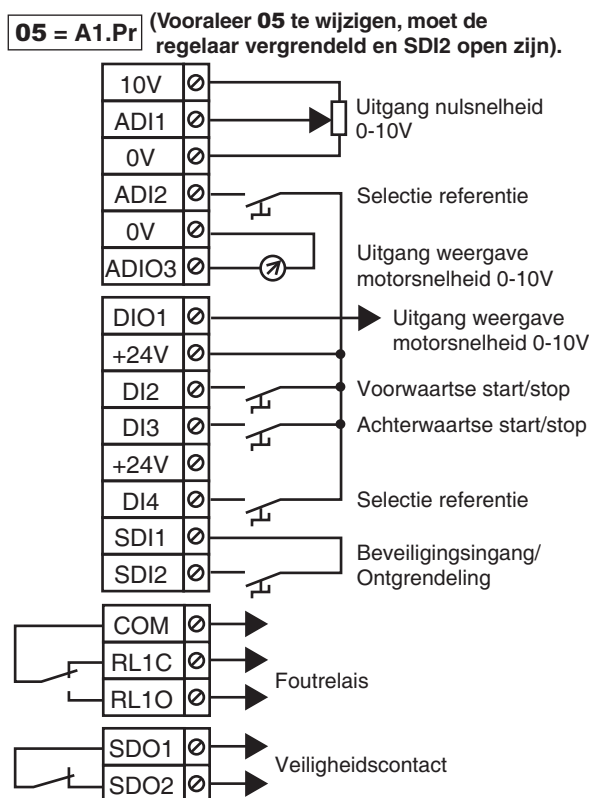 05 = A1.Pr (Vooraleer 05 te wijzigen, moet de
regelaar vergrendeld en SDI2 open zijn).
10V
ADI1
0V
Uitgang nulsnelheid
0-10V
ADI2
Selectie referentie
0V
ADIO3
Uitgang weergave
motorsnelheid 0-10V
DIO1
Uitgang weergave
motorsnelheid 0-10V
+24V
DI2
Voorwaartse start/stop
DI3
Achterwaartse start/stop
+24V
DI4
Selectie referentie
SDI1
SDI2
Beveiligingsingang/
Ontgrendeling
COM
RL1C
RL1O
Foutrelais
SDO1
SDO2
Veiligheidscontact